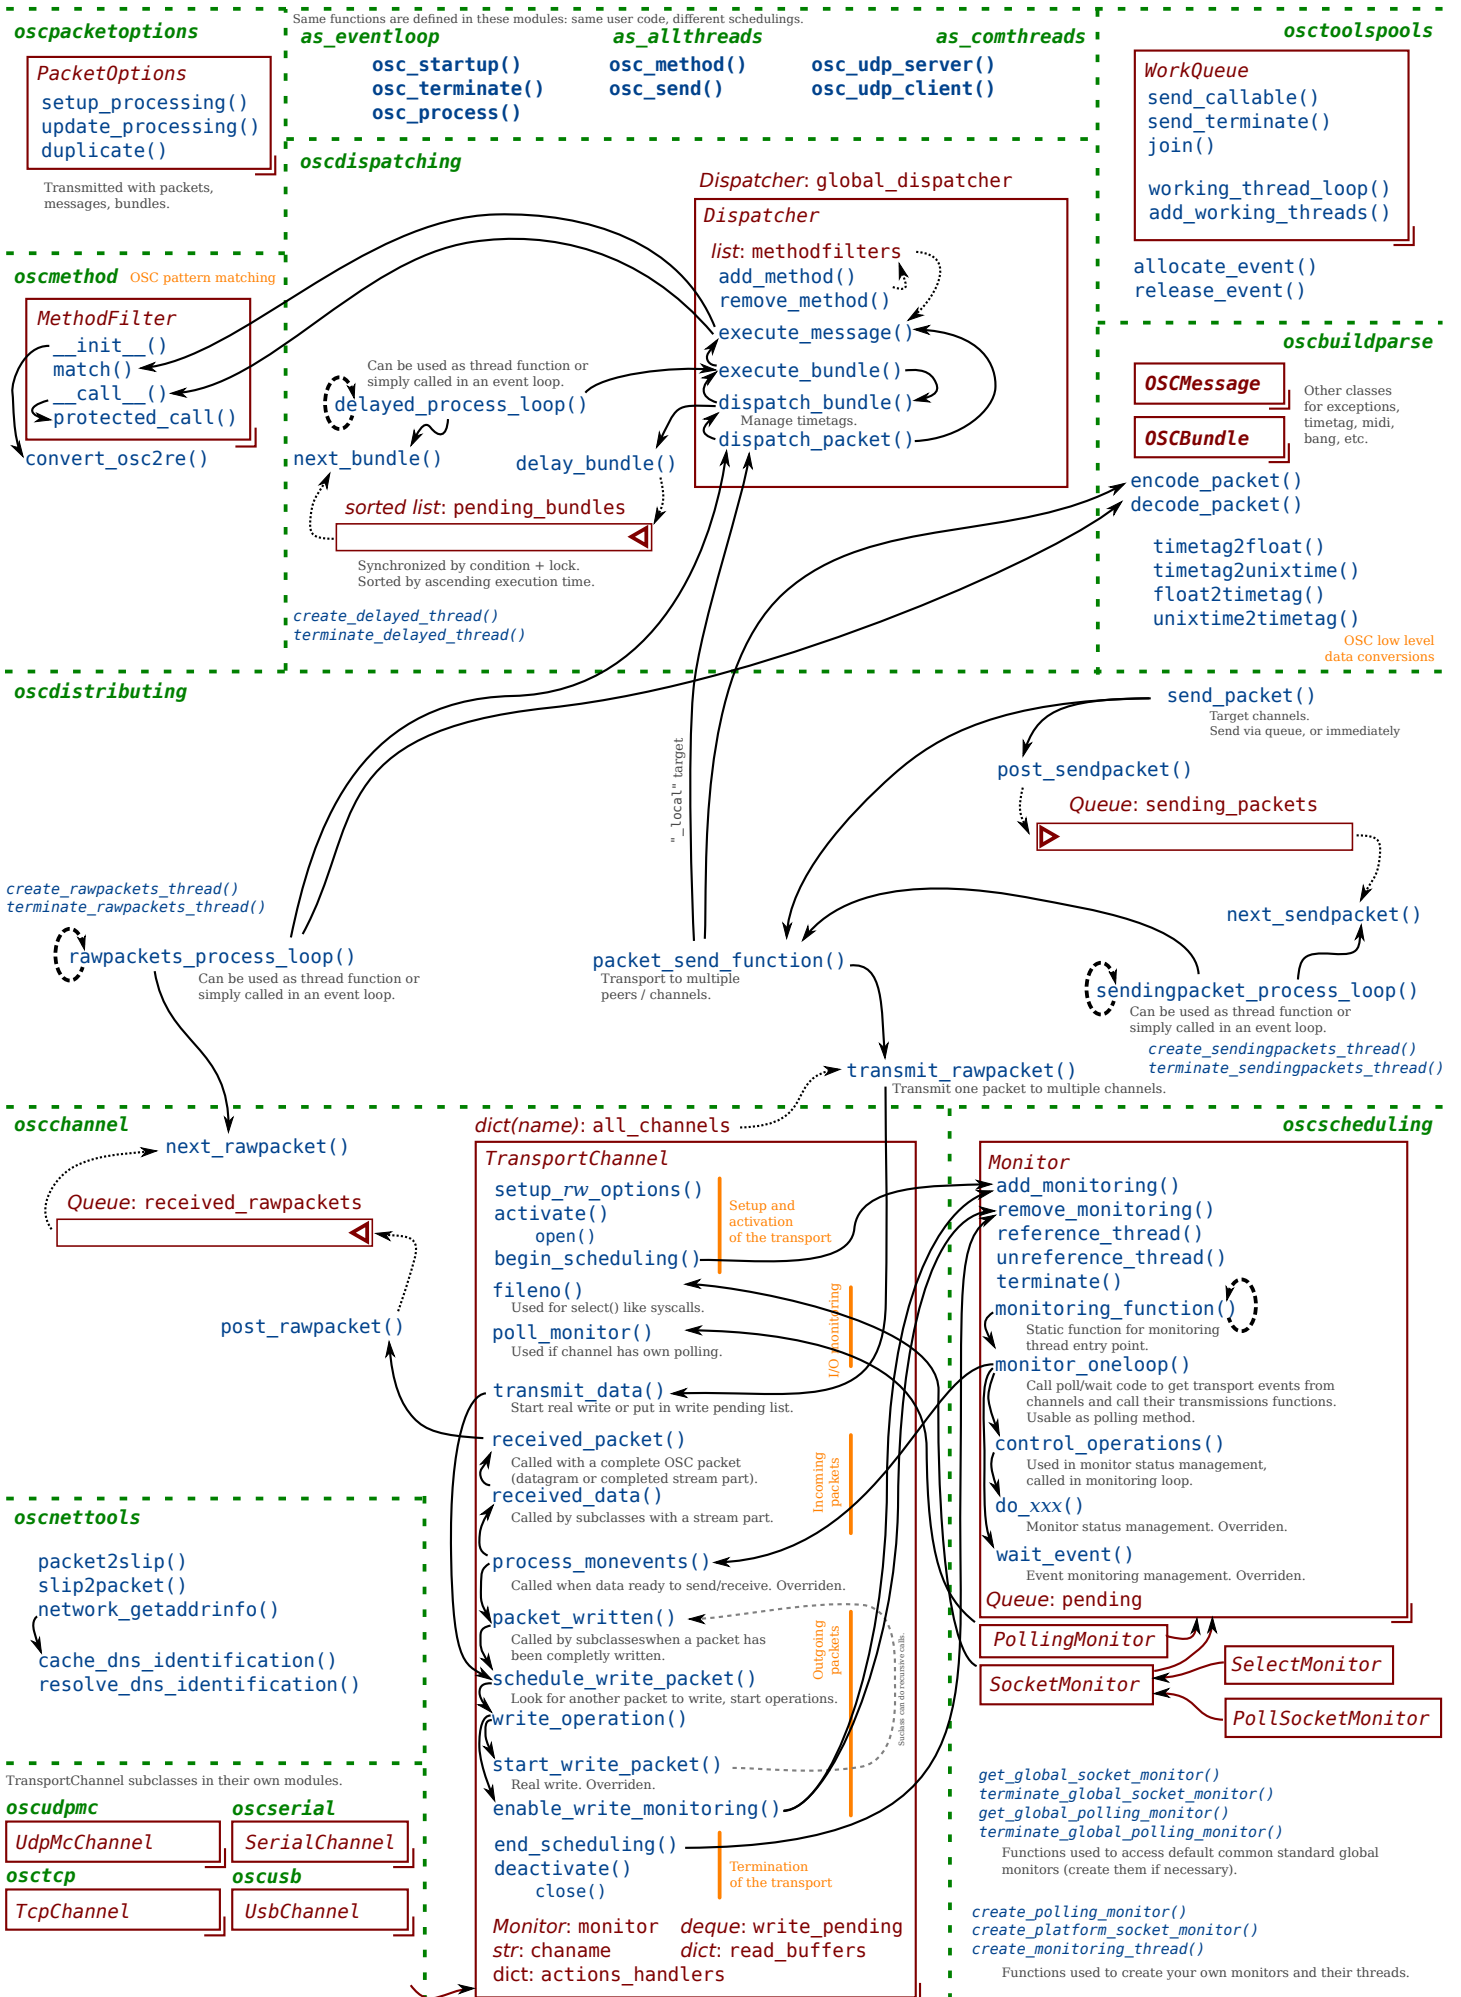 Same functions are defined in these modules: same user code, different schedulings.
oscpacketoptions
PacketOptions
setup_processing()
update_processing()
duplicate()
Transmitted with packets,
messages, bundles.
as_eventloop
as_allthreads
as_comthreads
osc_startup()
osc_method()
osc_udp_server()
osc_terminate()
osc_send()
osc_udp_client()
osc_process()
osctoolspools
WorkQueue
send_callable()
send_terminate()
join()
working_thread_loop()
add_working_threads()
allocate_event()
release_event()
oscmethod
OSC pattern matching
MethodFilter
__init__()
match()
__call__()
protected_call()
convert_osc2re()
oscdispatching
Dispatcher: global_dispatcher
Dispatcher
list: methodfilters
add_method()
remove_method()
execute_message()
execute_bundle()
dispatch_bundle()
Manage timetags.
dispatch_packet()
Can be used as thread function or
simply called in an event loop.
delayed_process_loop()
next_bundle()
delay_bundle()
sorted list: pending_bundles
Synchronized by condition + lock.
Sorted by ascending execution time.
create_delayed_thread()
terminate_delayed_thread()
oscbuildparse
OSCMessage
OSCBundle
Other classes
for exceptions,
timetag, midi,
bang, etc.
encode_packet()
decode_packet()
timetag2float()
timetag2unixtime()
float2timetag()
unixtime2timetag()
OSC low level
data conversions
oscdistributing
send_packet()
Target channels.
Send via queue, or immediately
post_sendpacket()
Queue: sending_packets
"_local" target
create_rawpackets_thread()
terminate_rawpackets_thread()
rawpackets_process_loop()
Can be used as thread function or
simply called in an event loop.
next_sendpacket()
packet_send_function()
Transport to multiple
peers / channels.
sendingpacket_process_loop()
Can be used as thread function or
simply called in an event loop.
create_sendingpackets_thread()
terminate_sendingpackets_thread()
transmit_rawpacket()
Transmit one packet to multiple channels.
oscchannel
next_rawpacket()
Queue: received_rawpackets
post_rawpacket()
dict(name): all_channels
TransportChannel
setup_rw_options()
activate()
open()
begin_scheduling()
Setup and
activation
of the transport
fileno()
Used for select() like syscalls.
poll_monitor()
Used if channel has own polling.
I/O monitoring
transmit_data()
Start real write or put in write pending list.
received_packet()
Called with a complete OSC packet
(datagram or completed stream part).
received_data()
Called by subclasses with a stream part.
Incoming
packets
process_monevents()
Called when data ready to send/receive. Overriden.
packet_written()
Called by subclasseswhen a packet has
been completly written.
schedule_write_packet()
Look for another packet to write, start operations.
write_operation()
start_write_packet()
Real write. Overriden.
enable_write_monitoring()
Outgoing
packets
Suclass can do recursive calls.
end_scheduling()
deactivate()
close()
Termination
of the transport
Monitor: monitor
deque: write_pending
str: chaname
dict: read_buffers
dict: actions_handlers
oscscheduling
Monitor
add_monitoring()
remove_monitoring()
reference_thread()
unreference_thread()
terminate()
monitoring_function()
Static function for monitoring
thread entry point.
monitor_oneloop()
Call poll/wait code to get transport events from
channels and call their transmissions functions.
Usable as polling method.
control_operations()
Used in monitor status management,
called in monitoring loop.
do_xxx()
Monitor status management. Overriden.
wait_event()
Event monitoring management. Overriden.
Queue: pending
PollingMonitor
SocketMonitor
SelectMonitor
PollSocketMonitor
get_global_socket_monitor()
terminate_global_socket_monitor()
get_global_polling_monitor()
terminate_global_polling_monitor()
Functions used to access default common standard global
monitors (create them if necessary).
create_polling_monitor()
create_platform_socket_monitor()
create_monitoring_thread()
Functions used to create your own monitors and their threads.
oscnettools
packet2slip()
slip2packet()
network_getaddrinfo()
cache_dns_identification()
resolve_dns_identification()
TransportChannel subclasses in their own modules.
oscudpmc
oscserial
UdpMcChannel
SerialChannel
osctcp
oscusb
TcpChannel
UsbChannel